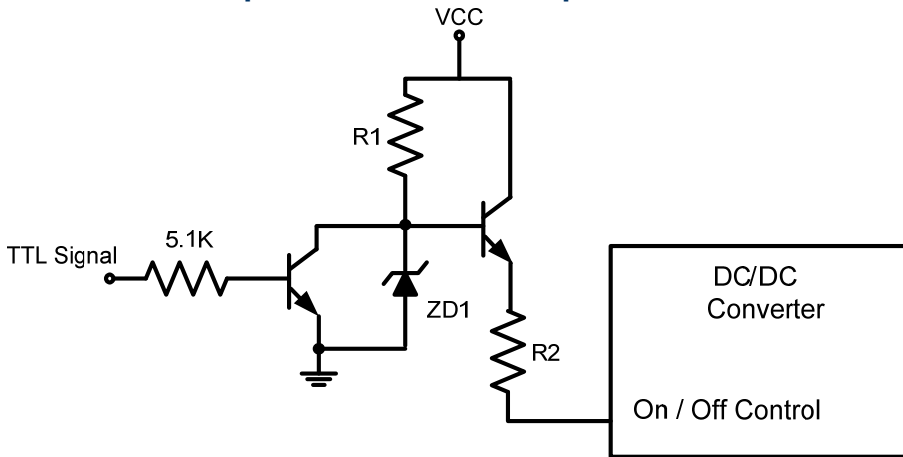 VCC
R1
TTL Signal
5.1K
ZD1
R2
DC/DC
Converter
On / Off Control